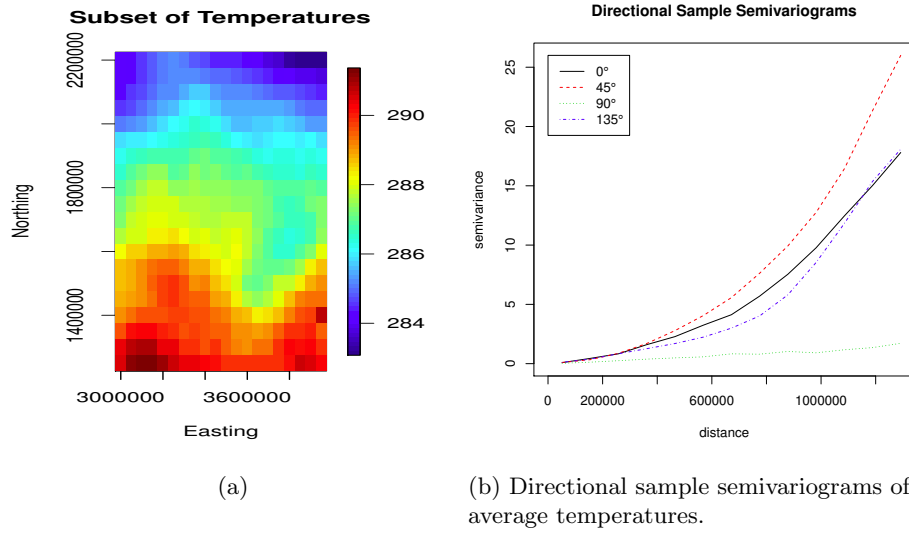 Subset of Temperatures
Northing
2200000
1800000
1400000
3000000 3600000
Easting
290
288
286
284
(a)
Directional Sample Semivariograms
semivariance
25
20
15
10
5
0
0°
45°
90°
135°
0 200000 600000 1000000
distance
(b) Directional sample semivariograms of
average temperatures.